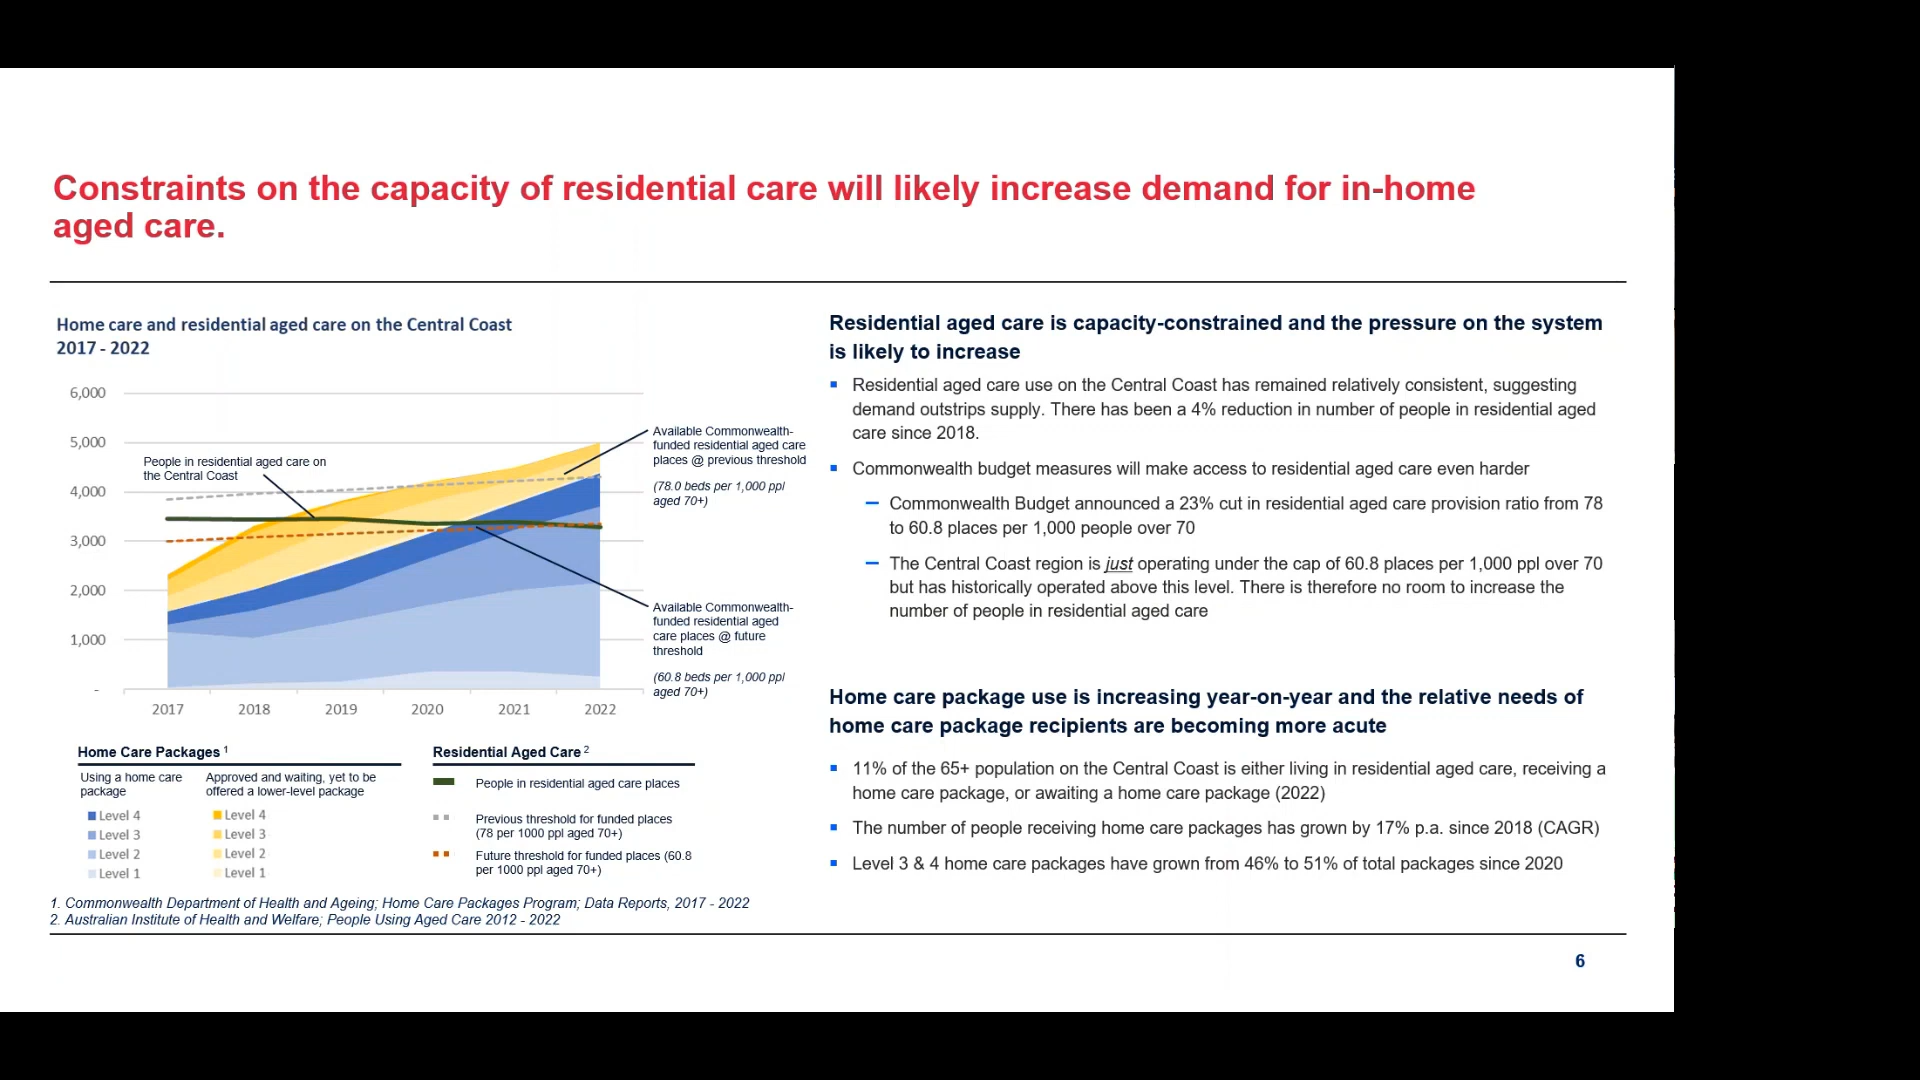 Constraints on the capacity of residential care will likely increase demand for in-home
aged care.
Home care and residential aged care on the Central Coast
2017 - 2022
6,000
5,000
4,000
3,000
2,000
1,000
-
2017 2018 2019 2020 2021 2022
People in residential aged care on
the Central Coast
Available Commonwealth-
funded residential aged care
places @ previous threshold
(78.0 beds per 1,000 ppl
aged 70+)
Available Commonwealth-
funded residential aged
care places @ future
threshold
(60.8 beds per 1,000 ppl
aged 70+)
Home Care Packages 1
Using a home care
package
Level 4
Level 3
Level 2
Level 1
Approved and waiting, yet to be
offered a lower-level package
Level 4
Level 3
Level 2
Level 1
Residential Aged Care 2
People in residential aged care places
Previous threshold for funded places
(78 per 1000 ppl aged 70+)
Future threshold for funded places (60.8
per 1000 ppl aged 70+)
1. Commonwealth Department of Health and Ageing; Home Care Packages Program; Data Reports, 2017 - 2022
2. Australian Institute of Health and Welfare; People Using Aged Care 2012 - 2022
Residential aged care is capacity-constrained and the pressure on the system
is likely to increase
Residential aged care use on the Central Coast has remained relatively consistent, suggesting
demand outstrips supply. There has been a 4% reduction in number of people in residential aged
care since 2018.
Commonwealth budget measures will make access to residential aged care even harder
– Commonwealth Budget announced a 23% cut in residential aged care provision ratio from 78
to 60.8 places per 1,000 people over 70
– The Central Coast region is just operating under the cap of 60.8 places per 1,000 ppl over 70
but has historically operated above this level. There is therefore no room to increase the
number of people in residential aged care
Home care package use is increasing year-on-year and the relative needs of
home care package recipients are becoming more acute
11% of the 65+ population on the Central Coast is either living in residential aged care, receiving a
home care package, or awaiting a home care package (2022)
The number of people receiving home care packages has grown by 17% p.a. since 2018 (CAGR)
Level 3 & 4 home care packages have grown from 46% to 51% of total packages since 2020
6